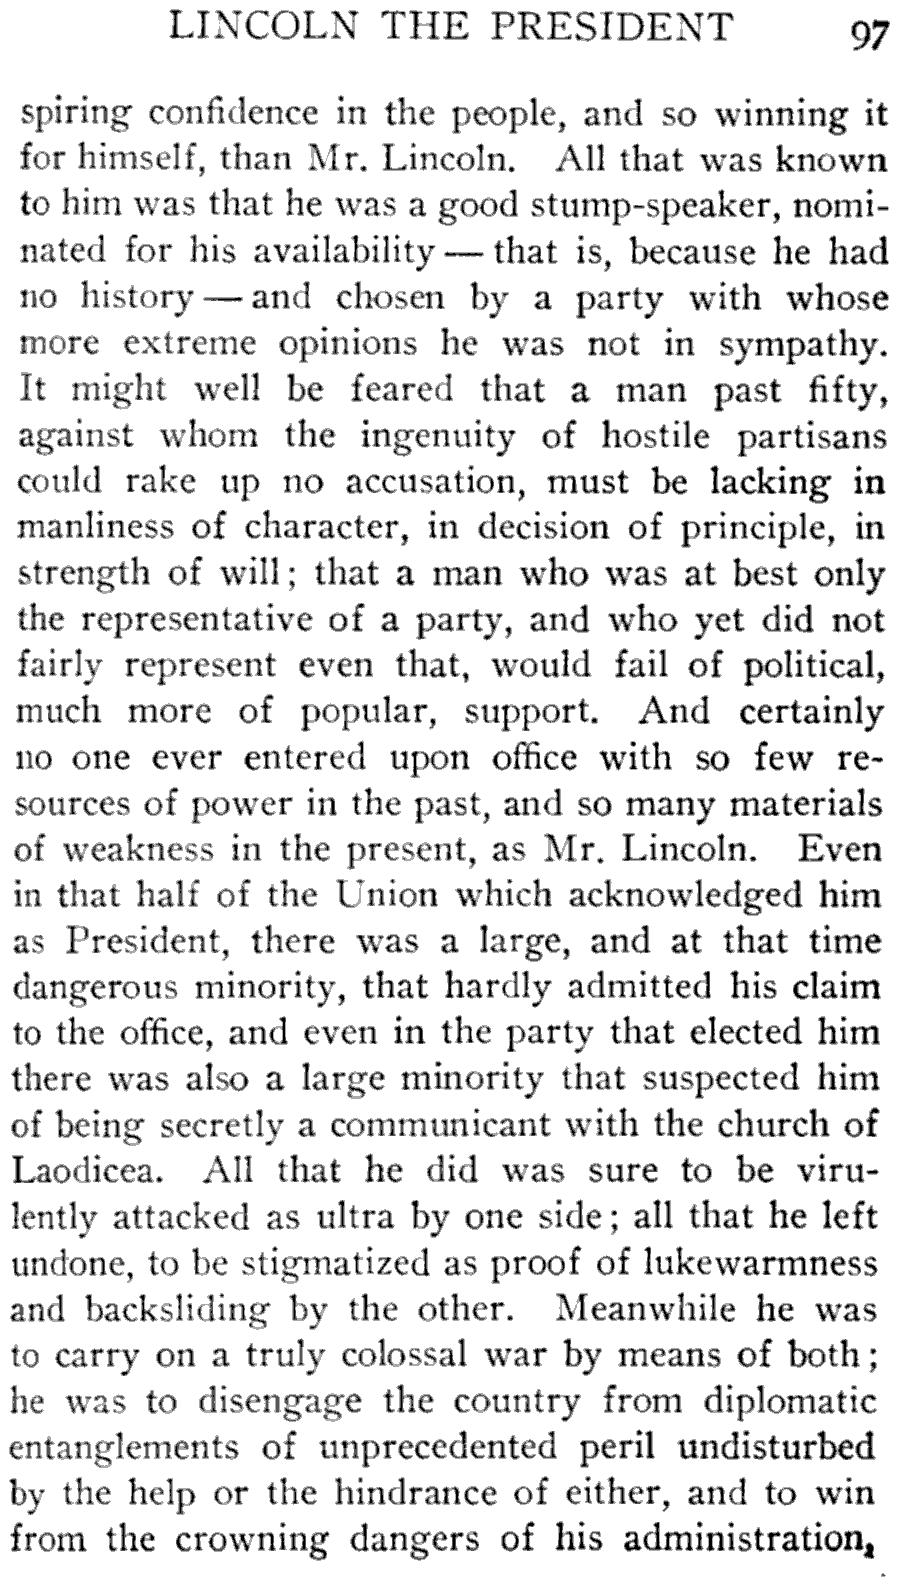 LINCOLN THE PRESIDENT 97
spiring confidence in the people, and so winning it
for himself, than Mr. Lincoln. All that was known
to him was that he was a good stump-speaker, nomi-
nated for his availability — that is, because he had
no history — and chosen by a party with whose
more extreme opinions he was not in sympathy.
It might well be feared that a man past fifty,
against whom the ingenuity of hostile partisans
could rake up no accusation, must be lacking in
manliness of character, in decision of principle, in
strength of will; that a man who was at best only
the representative of a party, and who yet did not
fairly represent even that, would fail of political,
much more of popular, support. And certainly
no one ever entered upon office with so few re-
sources of power in the past, and so many materials
of weakness in the present, as Mr. Lincoln. Even
in that half of the Union which acknowledged him
as President, there was a large, and at that time
dangerous minority, that hardly admitted his claim
to the office, and even in the party that elected him
there was also a large minority that suspected him
of being secretly a communicant with the church of
Laodicea. All that he did was sure to be viru-
lently attacked as ultra by one side; all that he left
undone, to be stigmatized as proof of lukewarmness
and backsliding by the other. Meanwhile he was
to carry on a truly colossal war by means of both;
he was to disengage the country from diplomatic
entanglements of unprecedented peril undisturbed
by the help or the hindrance of either, and to win
from the crowning dangers of his administration,